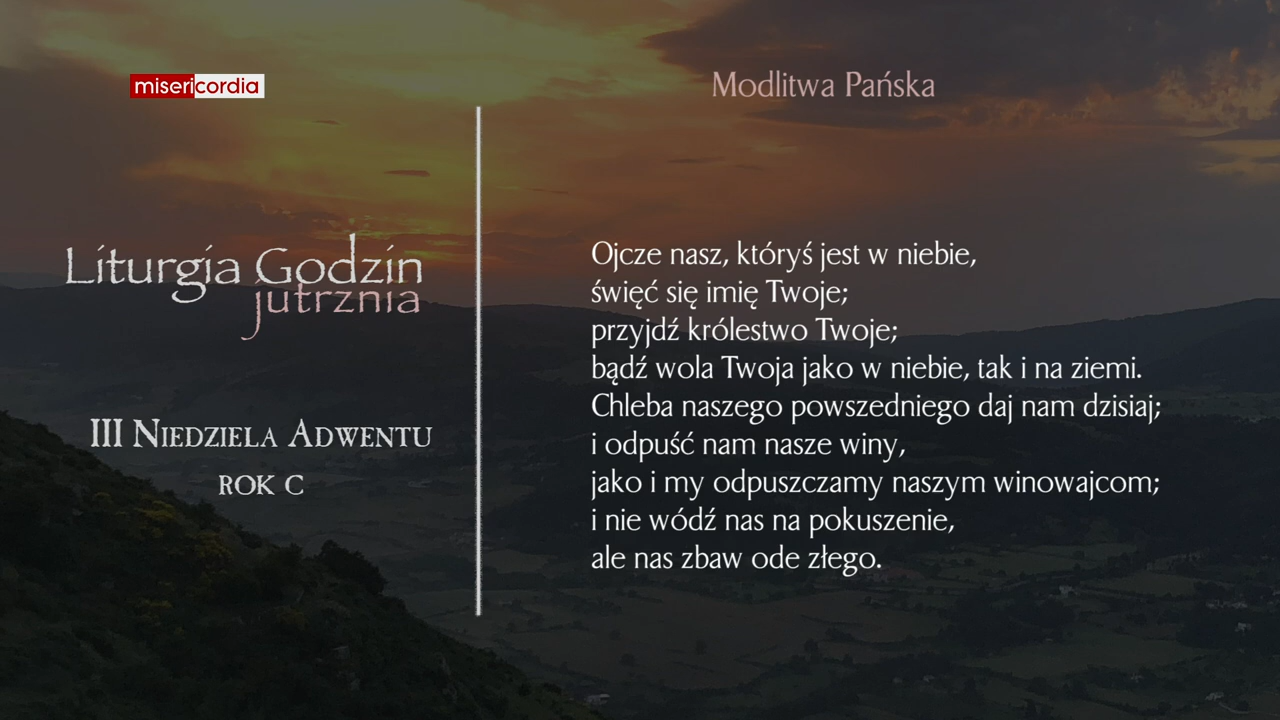 misericordia
Liturgia Godzin
jutrznia
III Niedziela Adwentu
ROK C
Modlitwa Pańska
Ojcze nasz, któryś jest w niebie,
święć się imię Twoje;
przyjdź królestwo Twoje;
bądź wola Twoja jako w niebie, tak i na ziemi.
Chleba naszego powszedniego daj nam dzisiaj;
i odpuść nam nasze winy,
jako i my odpuszczamy naszym winowajcom;
i nie wódź nas na pokuszenie,
ale nas zbaw ode złego.